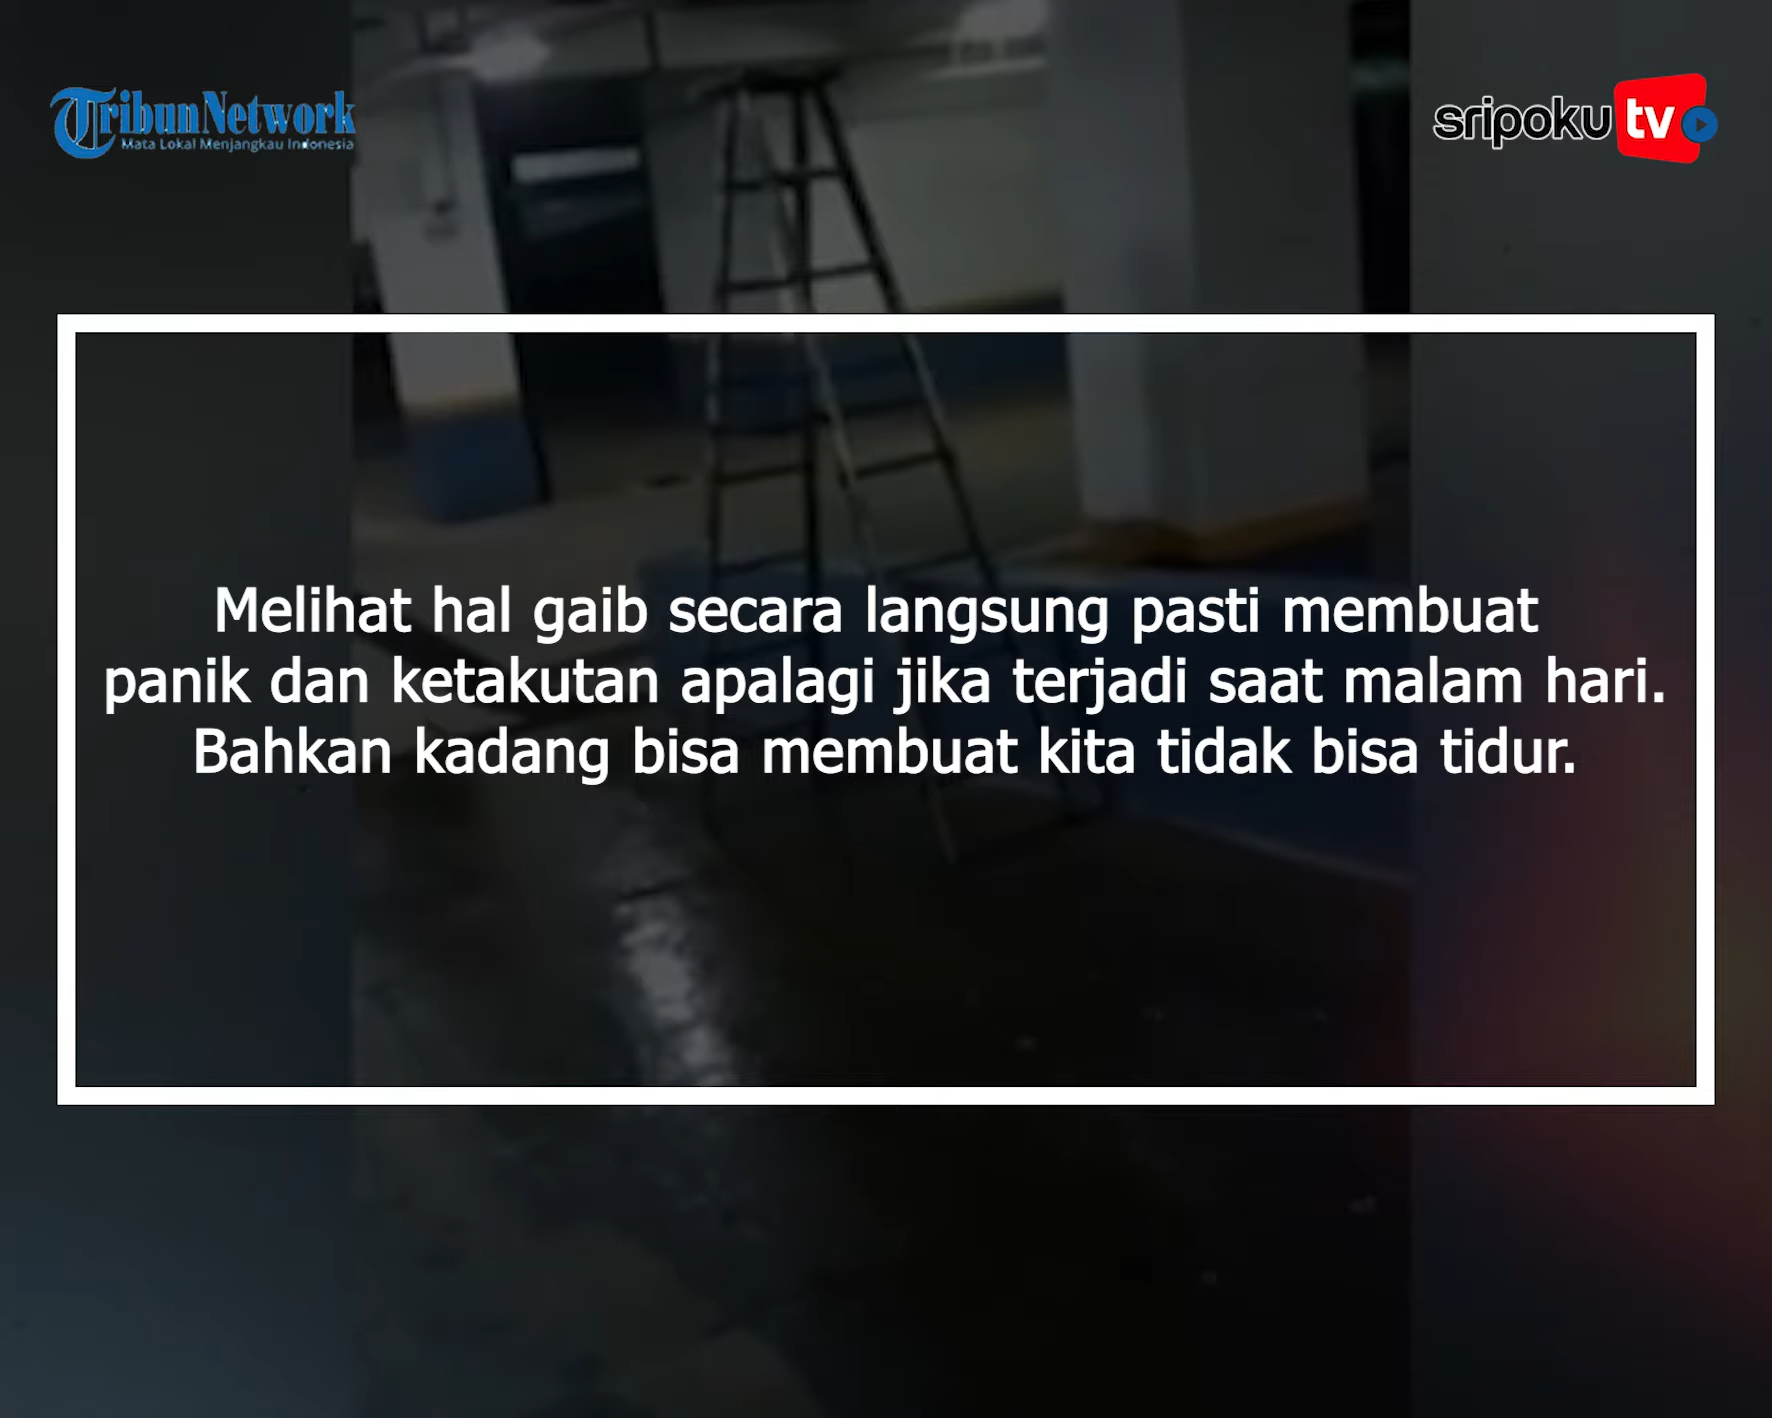 TribunNetwork
Mata Lokal Menjangkau Indonesia
sripoku tv
Melihat hal gaib secara langsung pasti membuat
panik dan ketakutan apalagi jika terjadi saat malam hari.
Bahkan kadang bisa membuat kita tidak bisa tidur.